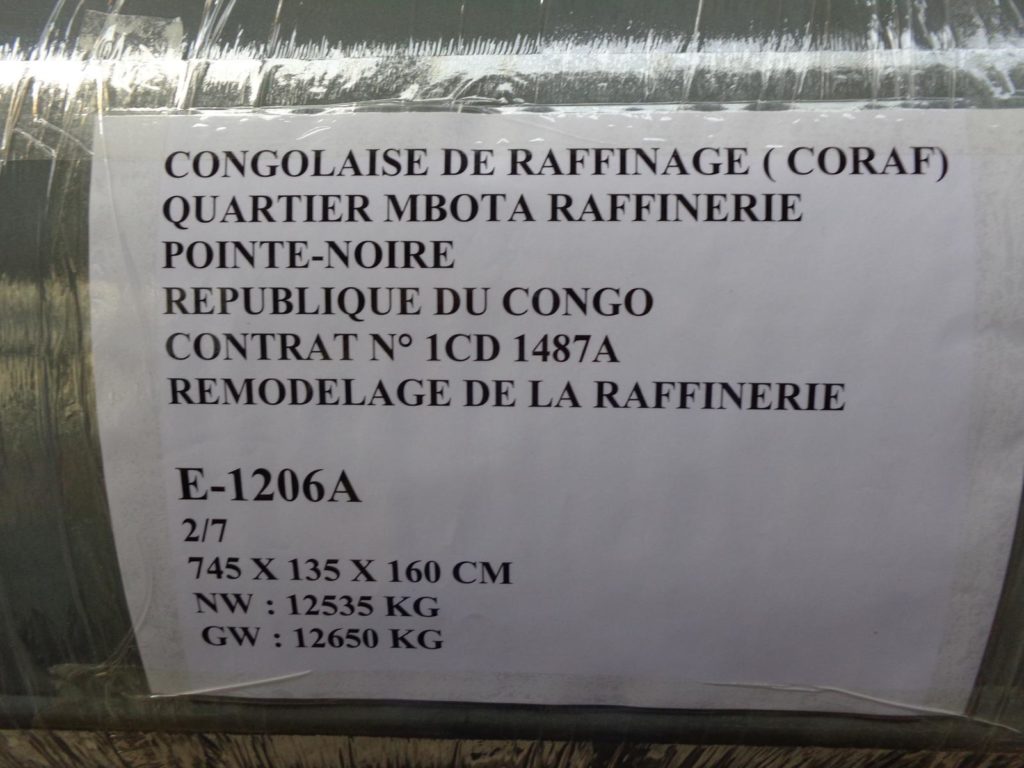 CONGOLAISE DE RAFFINAGE ( CORAF)
QUARTIER MBOTA RAFFINERIE
POINTE-NOIRE
REPUBLIQUE DU CONGO
CONTRAT N° 1CD 1487A
REMODELAGE DE LA RAFFINERIE
E-1206A
2/7
745 X 135 X 160 CM
NW : 12535 KG
GW : 12650 KG